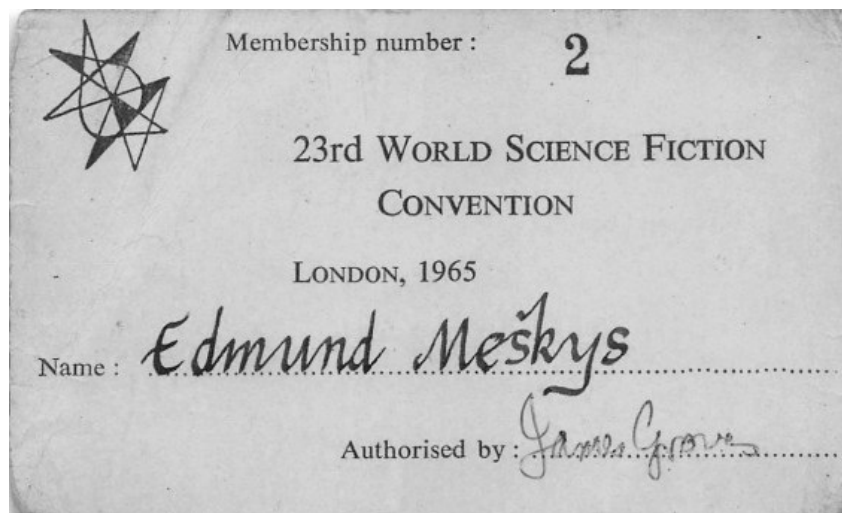 Membership number : 2
23rd WORLD SCIENCE FICTION
CONVENTION
LONDON, 1965
Name : Edmund Meškys
Authorised by : James Groves